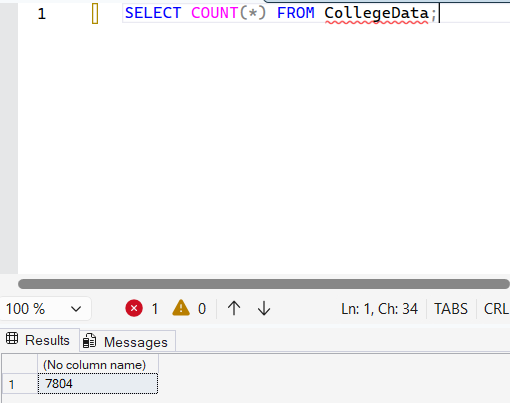 1 SELECT COUNT(*) FROM CollegeData;
100 % 1 0 Ln: 1, Ch: 34 TABS CRL
Results Messages
(No column name)
1 7804